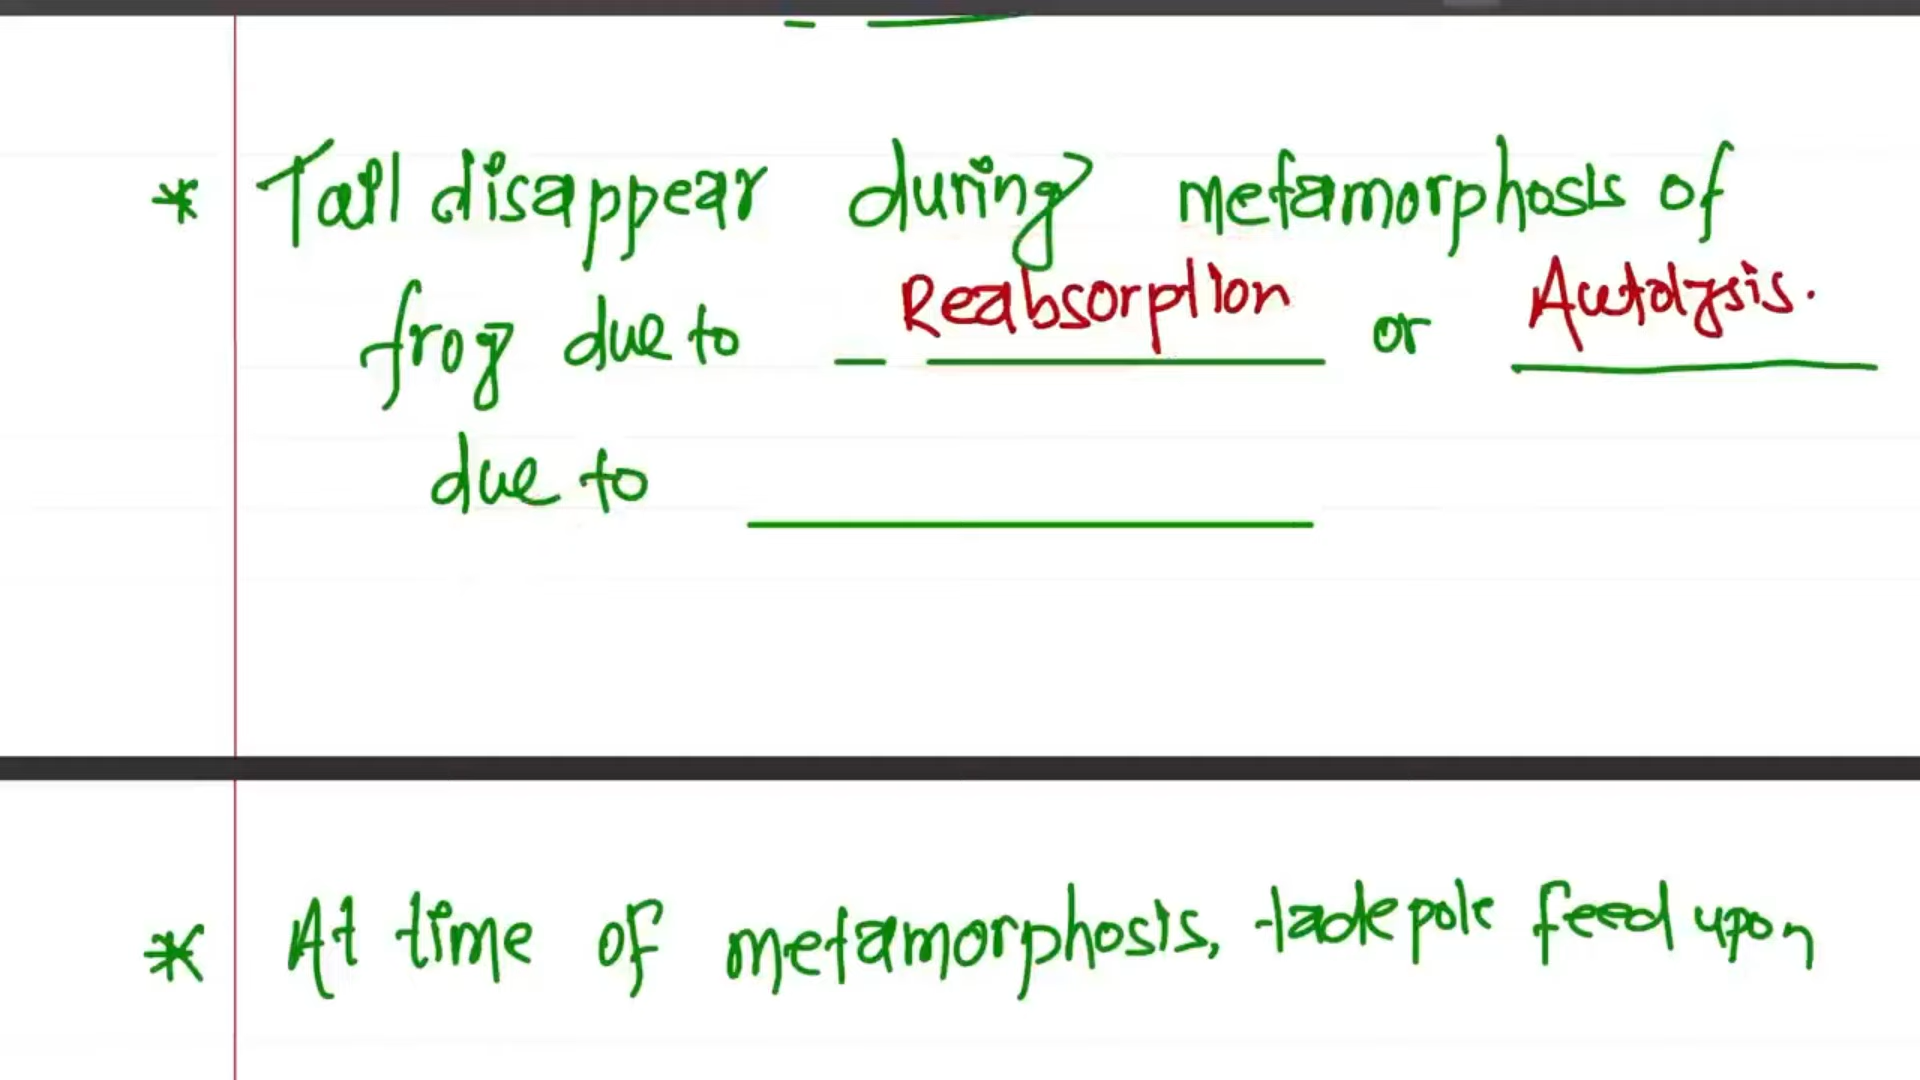 * Tail disappear during metamorphosis of
frog due to _ Reabsorption or Autolysis.
due to
* At time of metamorphosis, tadepole feed upon